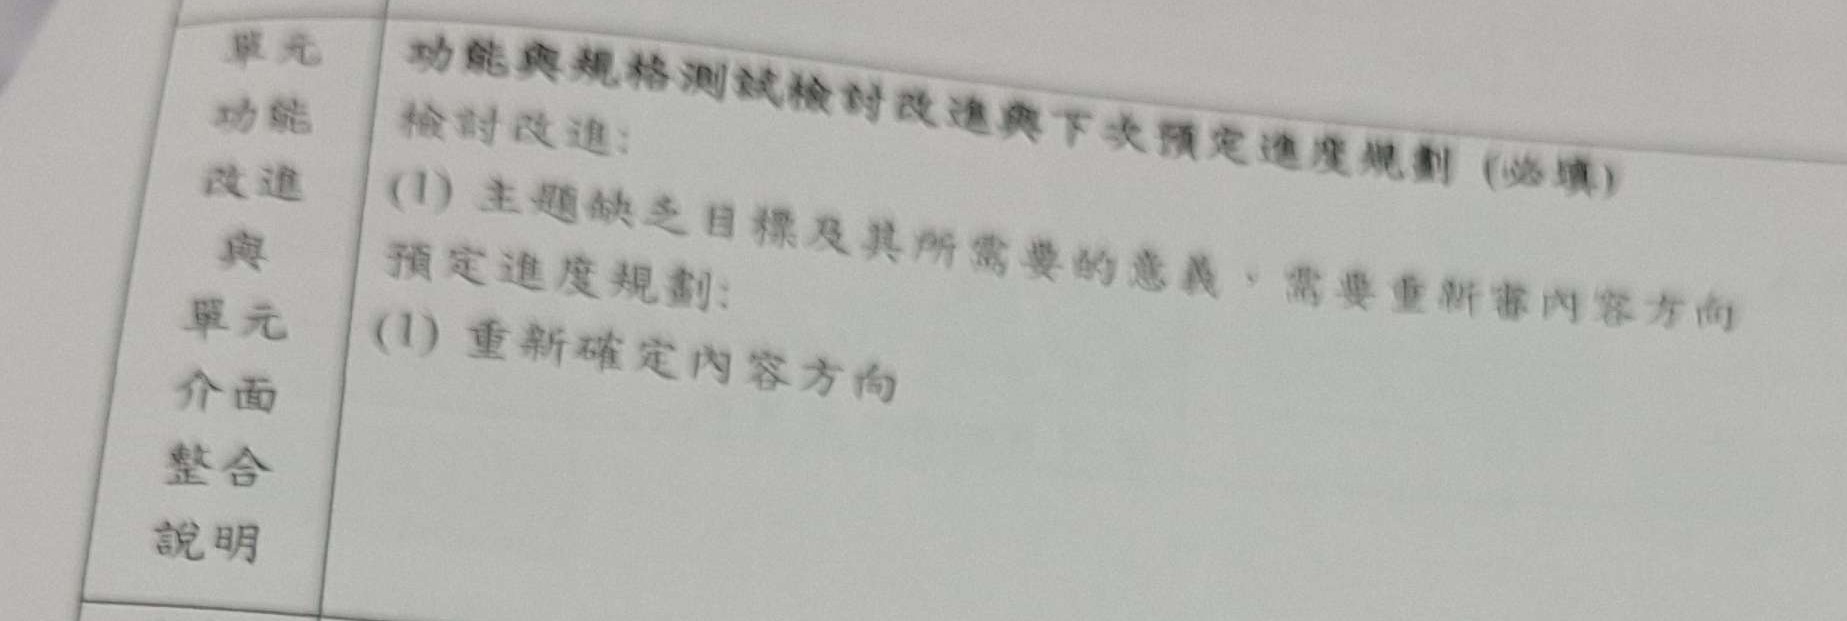 單元
功能
改進
與
單元
介面
整合
說明
功能與規格測試檢討改進與下次預定進度規劃 (必填)
檢討改進:
(1) 主題缺乏目標及其所需要的意義，需要重新審內容方向
預定進度規劃:
(1) 重新確定內容方向